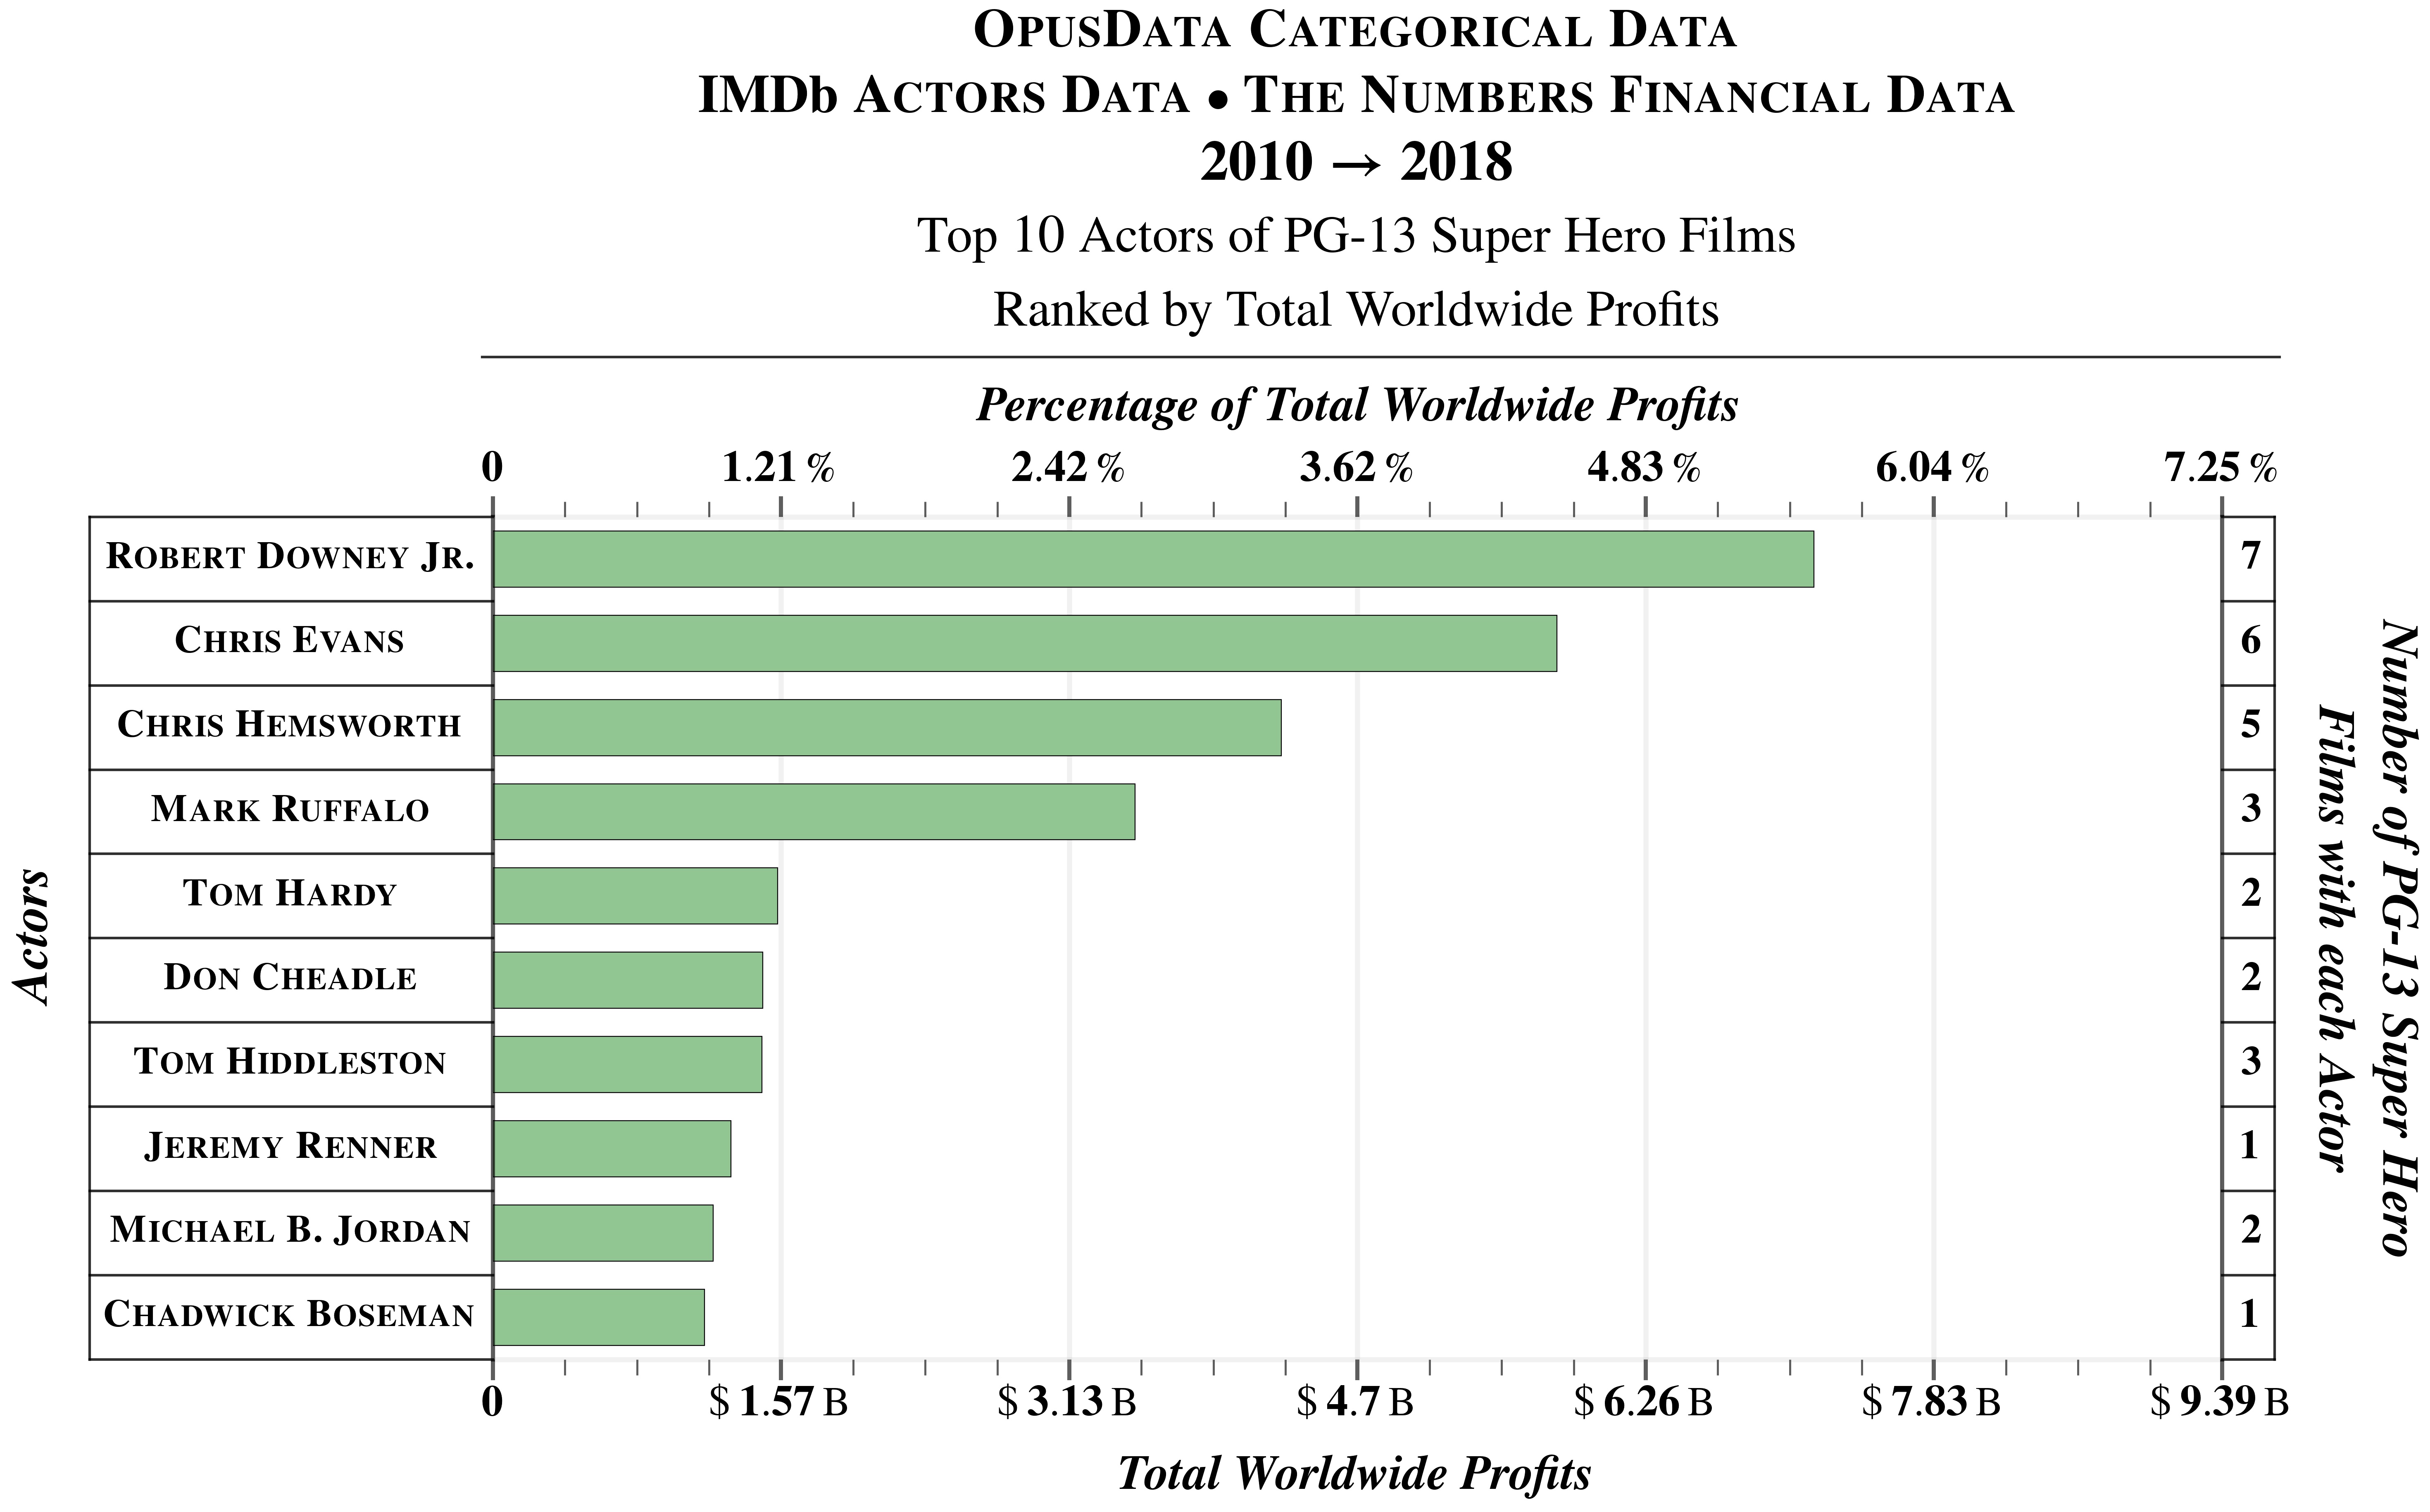 OpusData Categorical Data
IMDb Actors Data • The Numbers Financial Data
2010 → 2018
Top 10 Actors of PG-13 Super Hero Films
Ranked by Total Worldwide Profits
Percentage of Total Worldwide Profits
0 1.21 % 2.42 % 3.62 % 4.83 % 6.04 % 7.25 %
Robert Downey Jr. 7
Chris Evans 6
Chris Hemsworth 5
Mark Ruffalo 3
Tom Hardy 2
Don Cheadle 2
Tom Hiddleston 3
Jeremy Renner 1
Michael B. Jordan 2
Chadwick Boseman 1
0 $ 1.57 B $ 3.13 B $ 4.7 B $ 6.26 B $ 7.83 B $ 9.39 B
Total Worldwide Profits
Actors
Number of PG-13 Super Hero
Films with each Actor